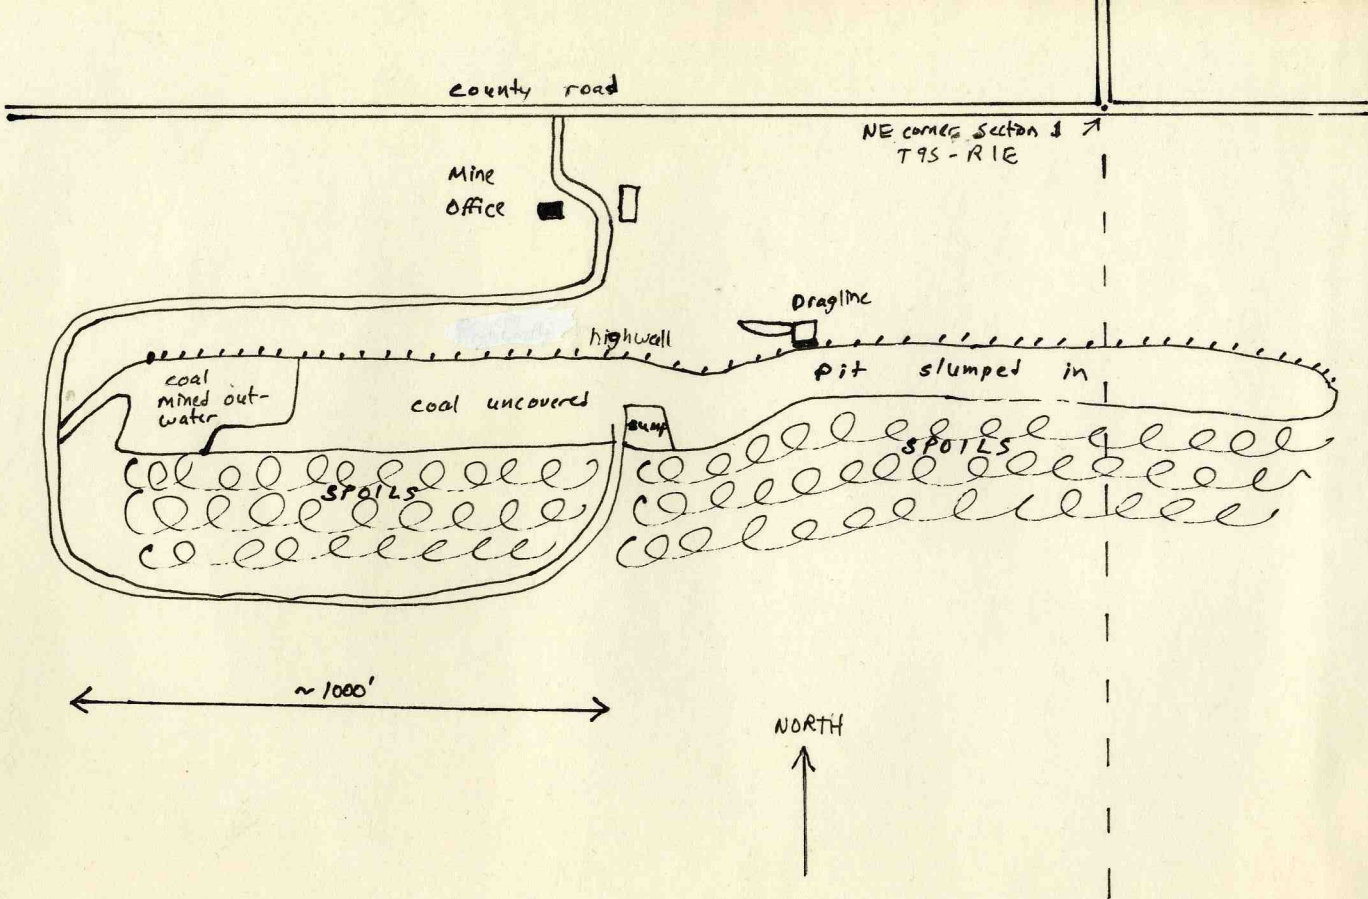 county road
NE corner section 1
T9S - R1E
Mine
Office
Dragline
highwall
pit slumped in
coal
mined out-
water
coal uncovered
sump
SPOILS
SPOILS
~ 1000'
NORTH